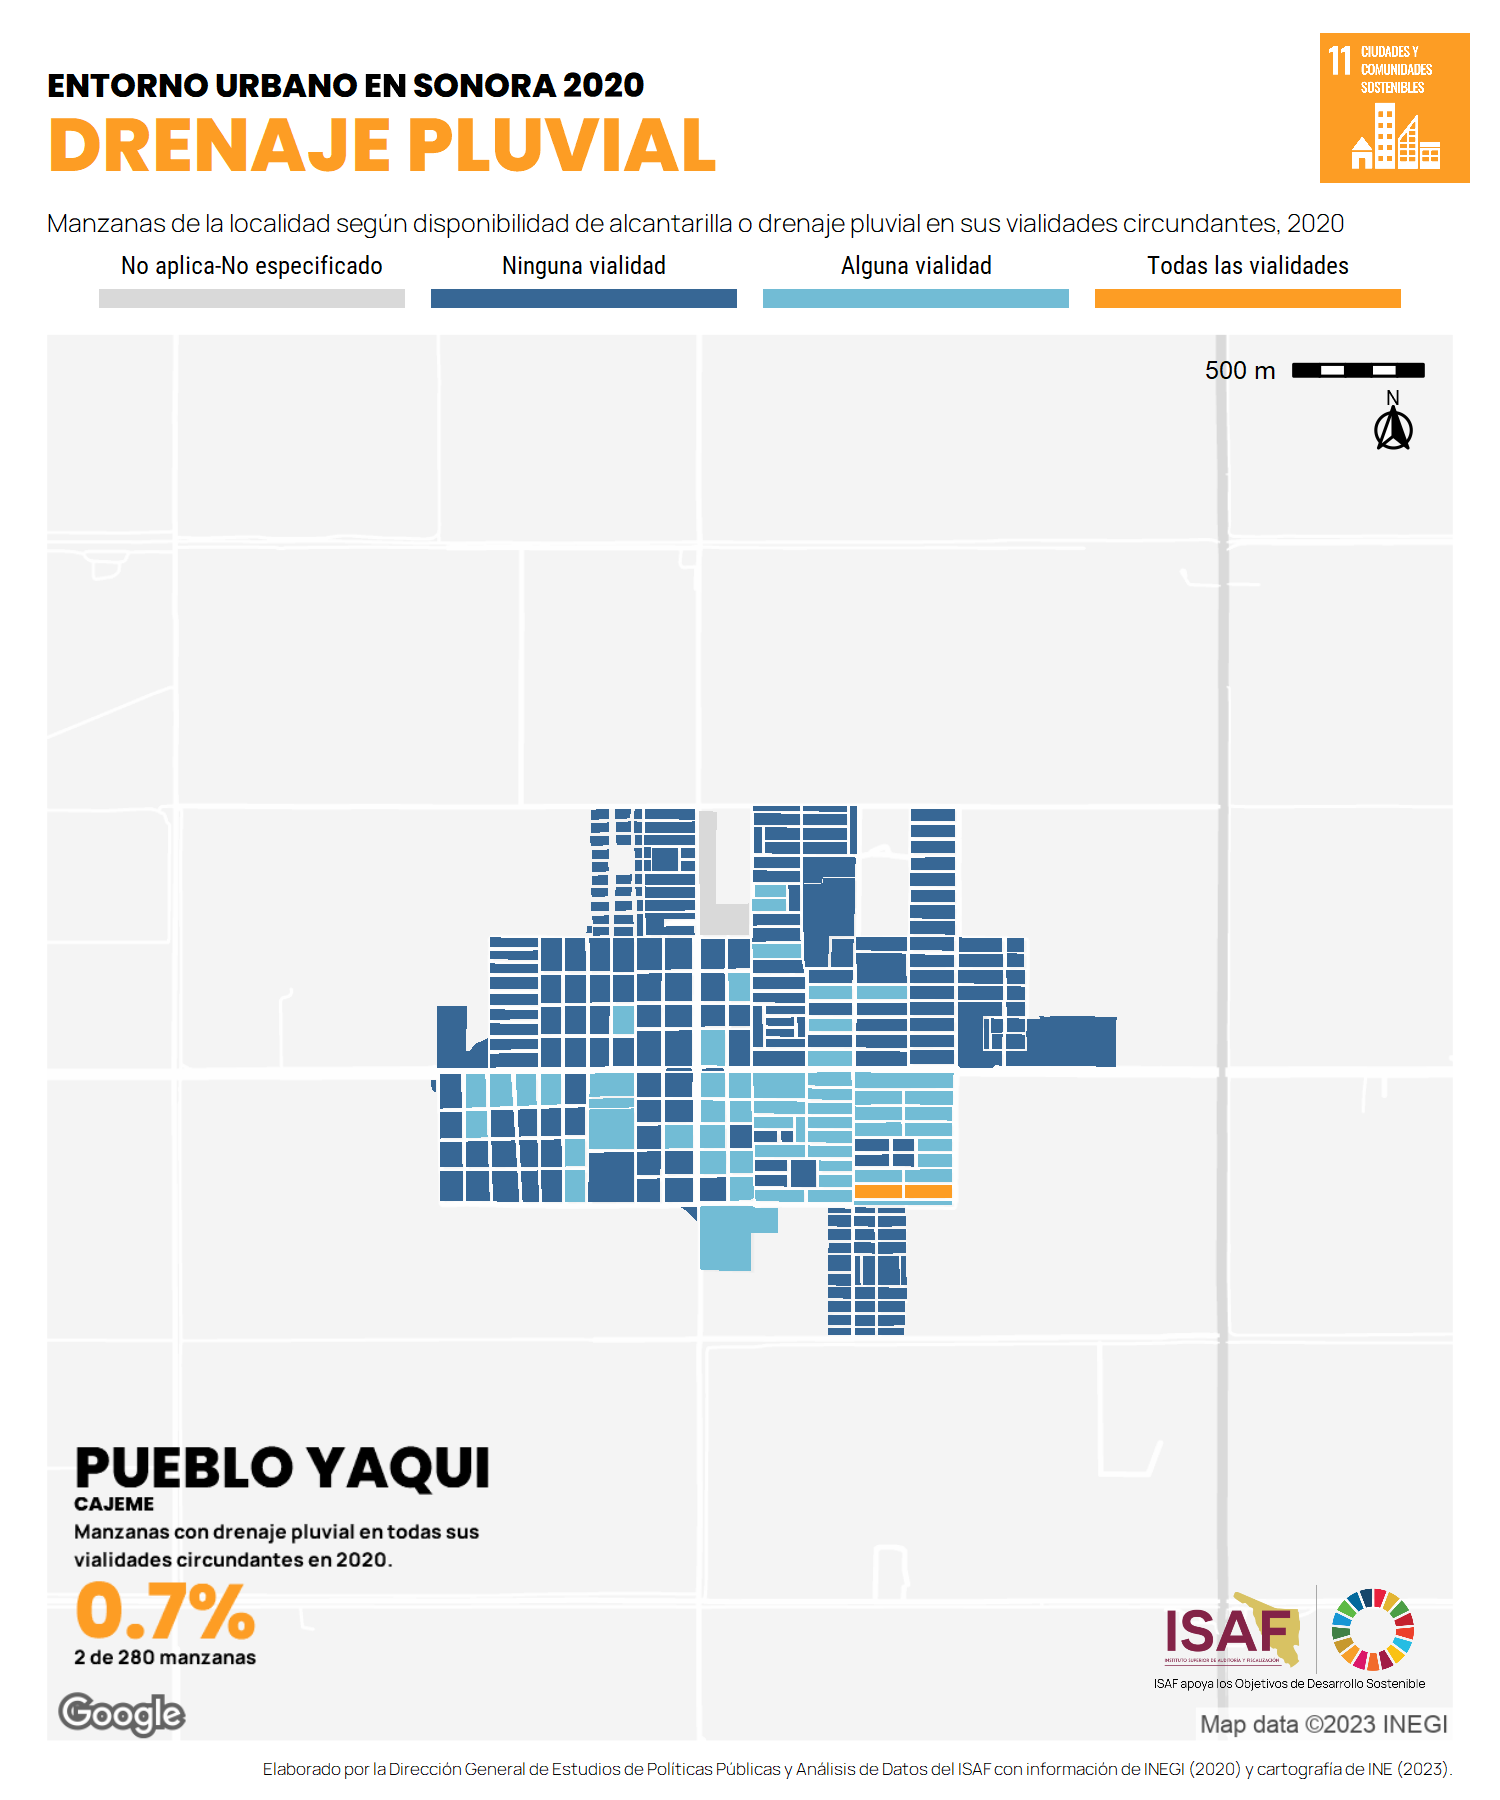 ENTORNO URBANO EN SONORA 2020
DRENAJE PLUVIAL
11 CIUDADES Y
COMUNIDADES
SOSTENIBLES
Manzanas de la localidad según disponibilidad de alcantarilla o drenaje pluvial en sus vialidades circundantes, 2020
No aplica-No especificado
Ninguna vialidad
Alguna vialidad
Todas las vialidades
500 m
N
PUEBLO YAQUI
CAJEME
Manzanas con drenaje pluvial en todas sus
vialidades circundantes en 2020.
0.7%
2 de 280 manzanas
Google
ISAF
INSTITUTO SUPERIOR DE AUDITORÍA Y FISCALIZACIÓN
ISAF apoya los Objetivos de Desarrollo Sostenible
Map data ©2023 INEGI
Elaborado por la Dirección General de Estudios de Políticas Públicas y Análisis de Datos del ISAF con información de INEGI (2020) y cartografía de INE (2023).